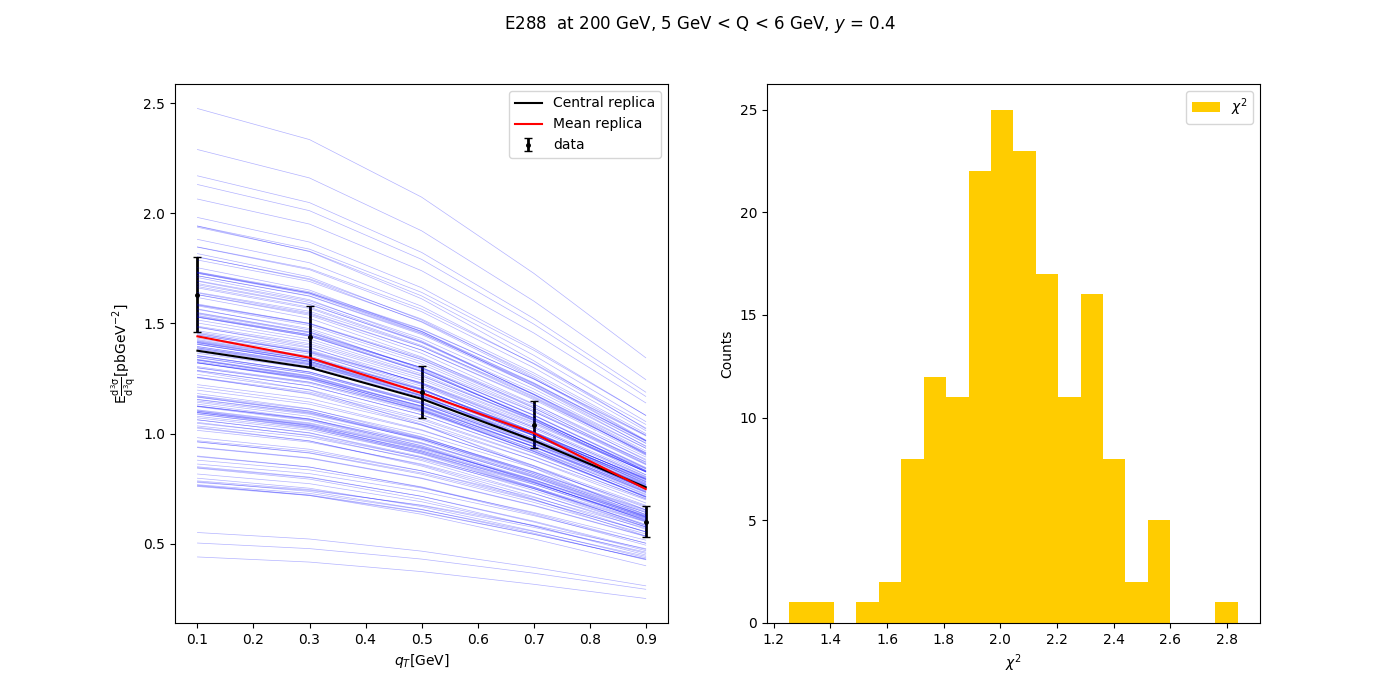 E288 at 200 GeV, 5 GeV < Q < 6 GeV, y = 0.4
Central replica
Mean replica
data
2.5
2.0
1.5
1.0
0.5
E d³σ/d³q [pbGeV⁻²]
0.1 0.2 0.3 0.4 0.5 0.6 0.7 0.8 0.9
q_T[GeV]
χ²
25
20
15
10
5
0
Counts
1.2 1.4 1.6 1.8 2.0 2.2 2.4 2.6 2.8
χ²